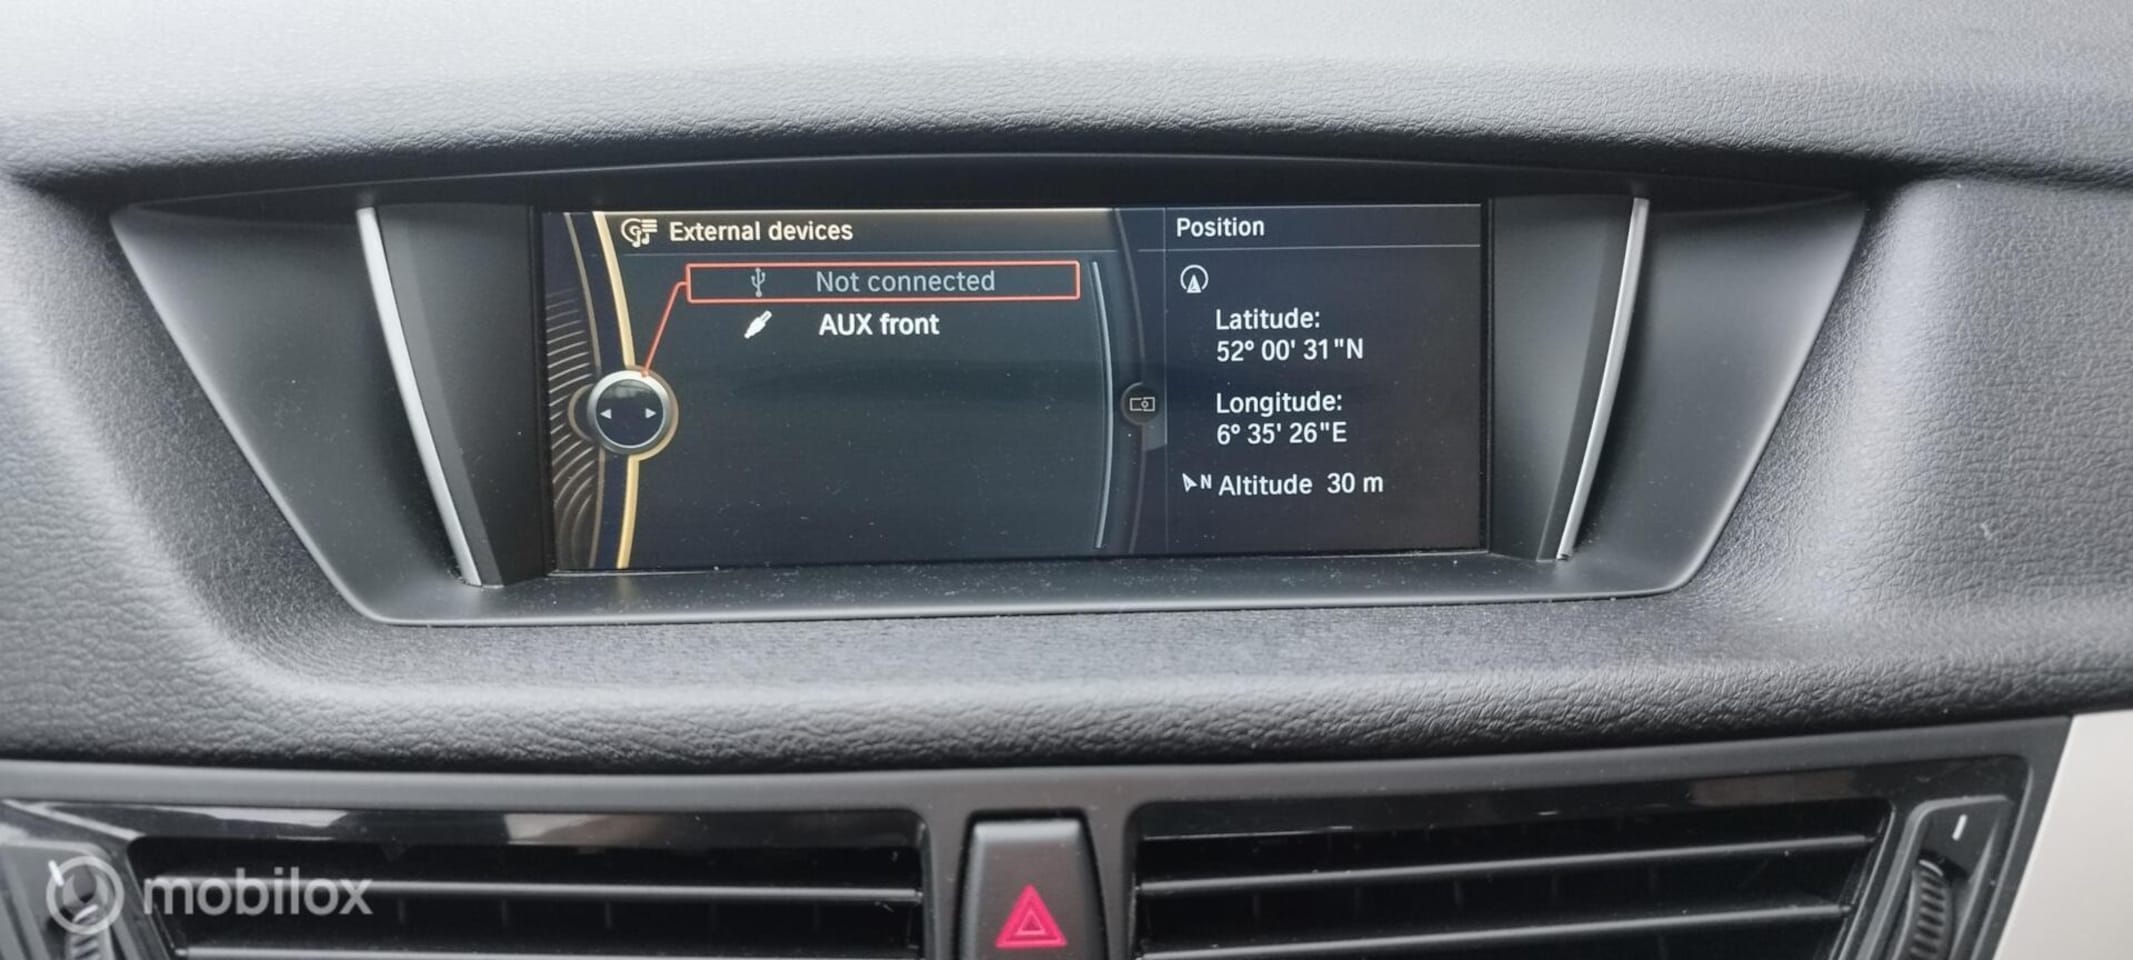 External devices
Not connected
AUX front
Position
Latitude:
52° 00' 31"N
Longitude:
6° 35' 26"E
N Altitude 30 m
mobilox